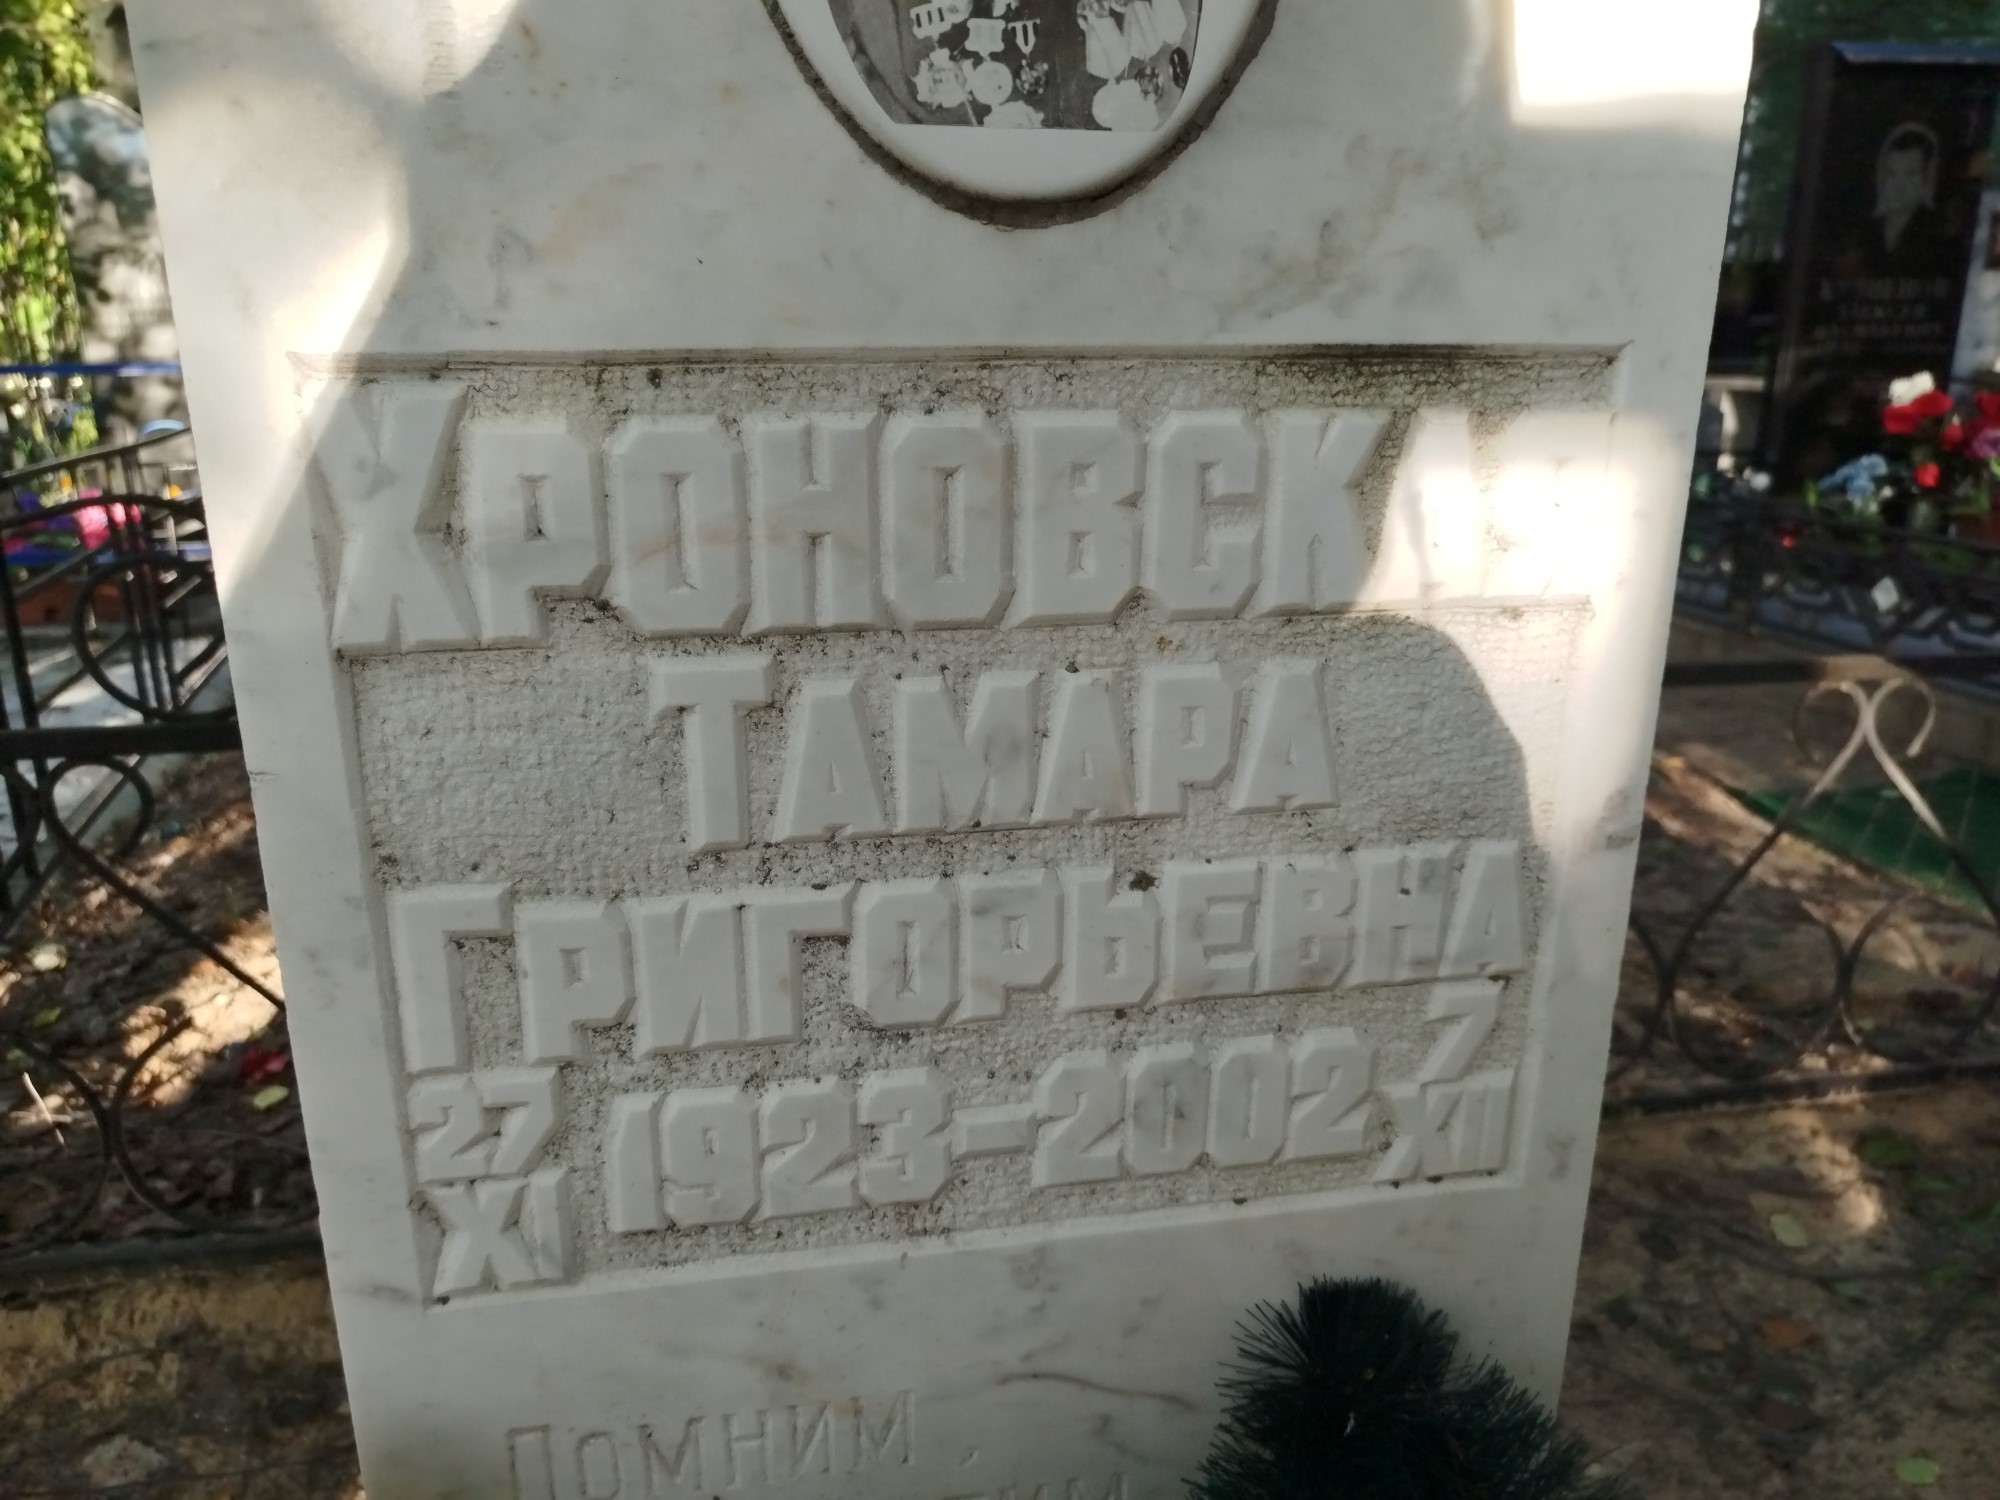 ХРОНОВСКАЯ
ТАМАРА
ГРИГОРЬЕВНА
27 XI 1923-2002 7 XII
ПОМНИМ,